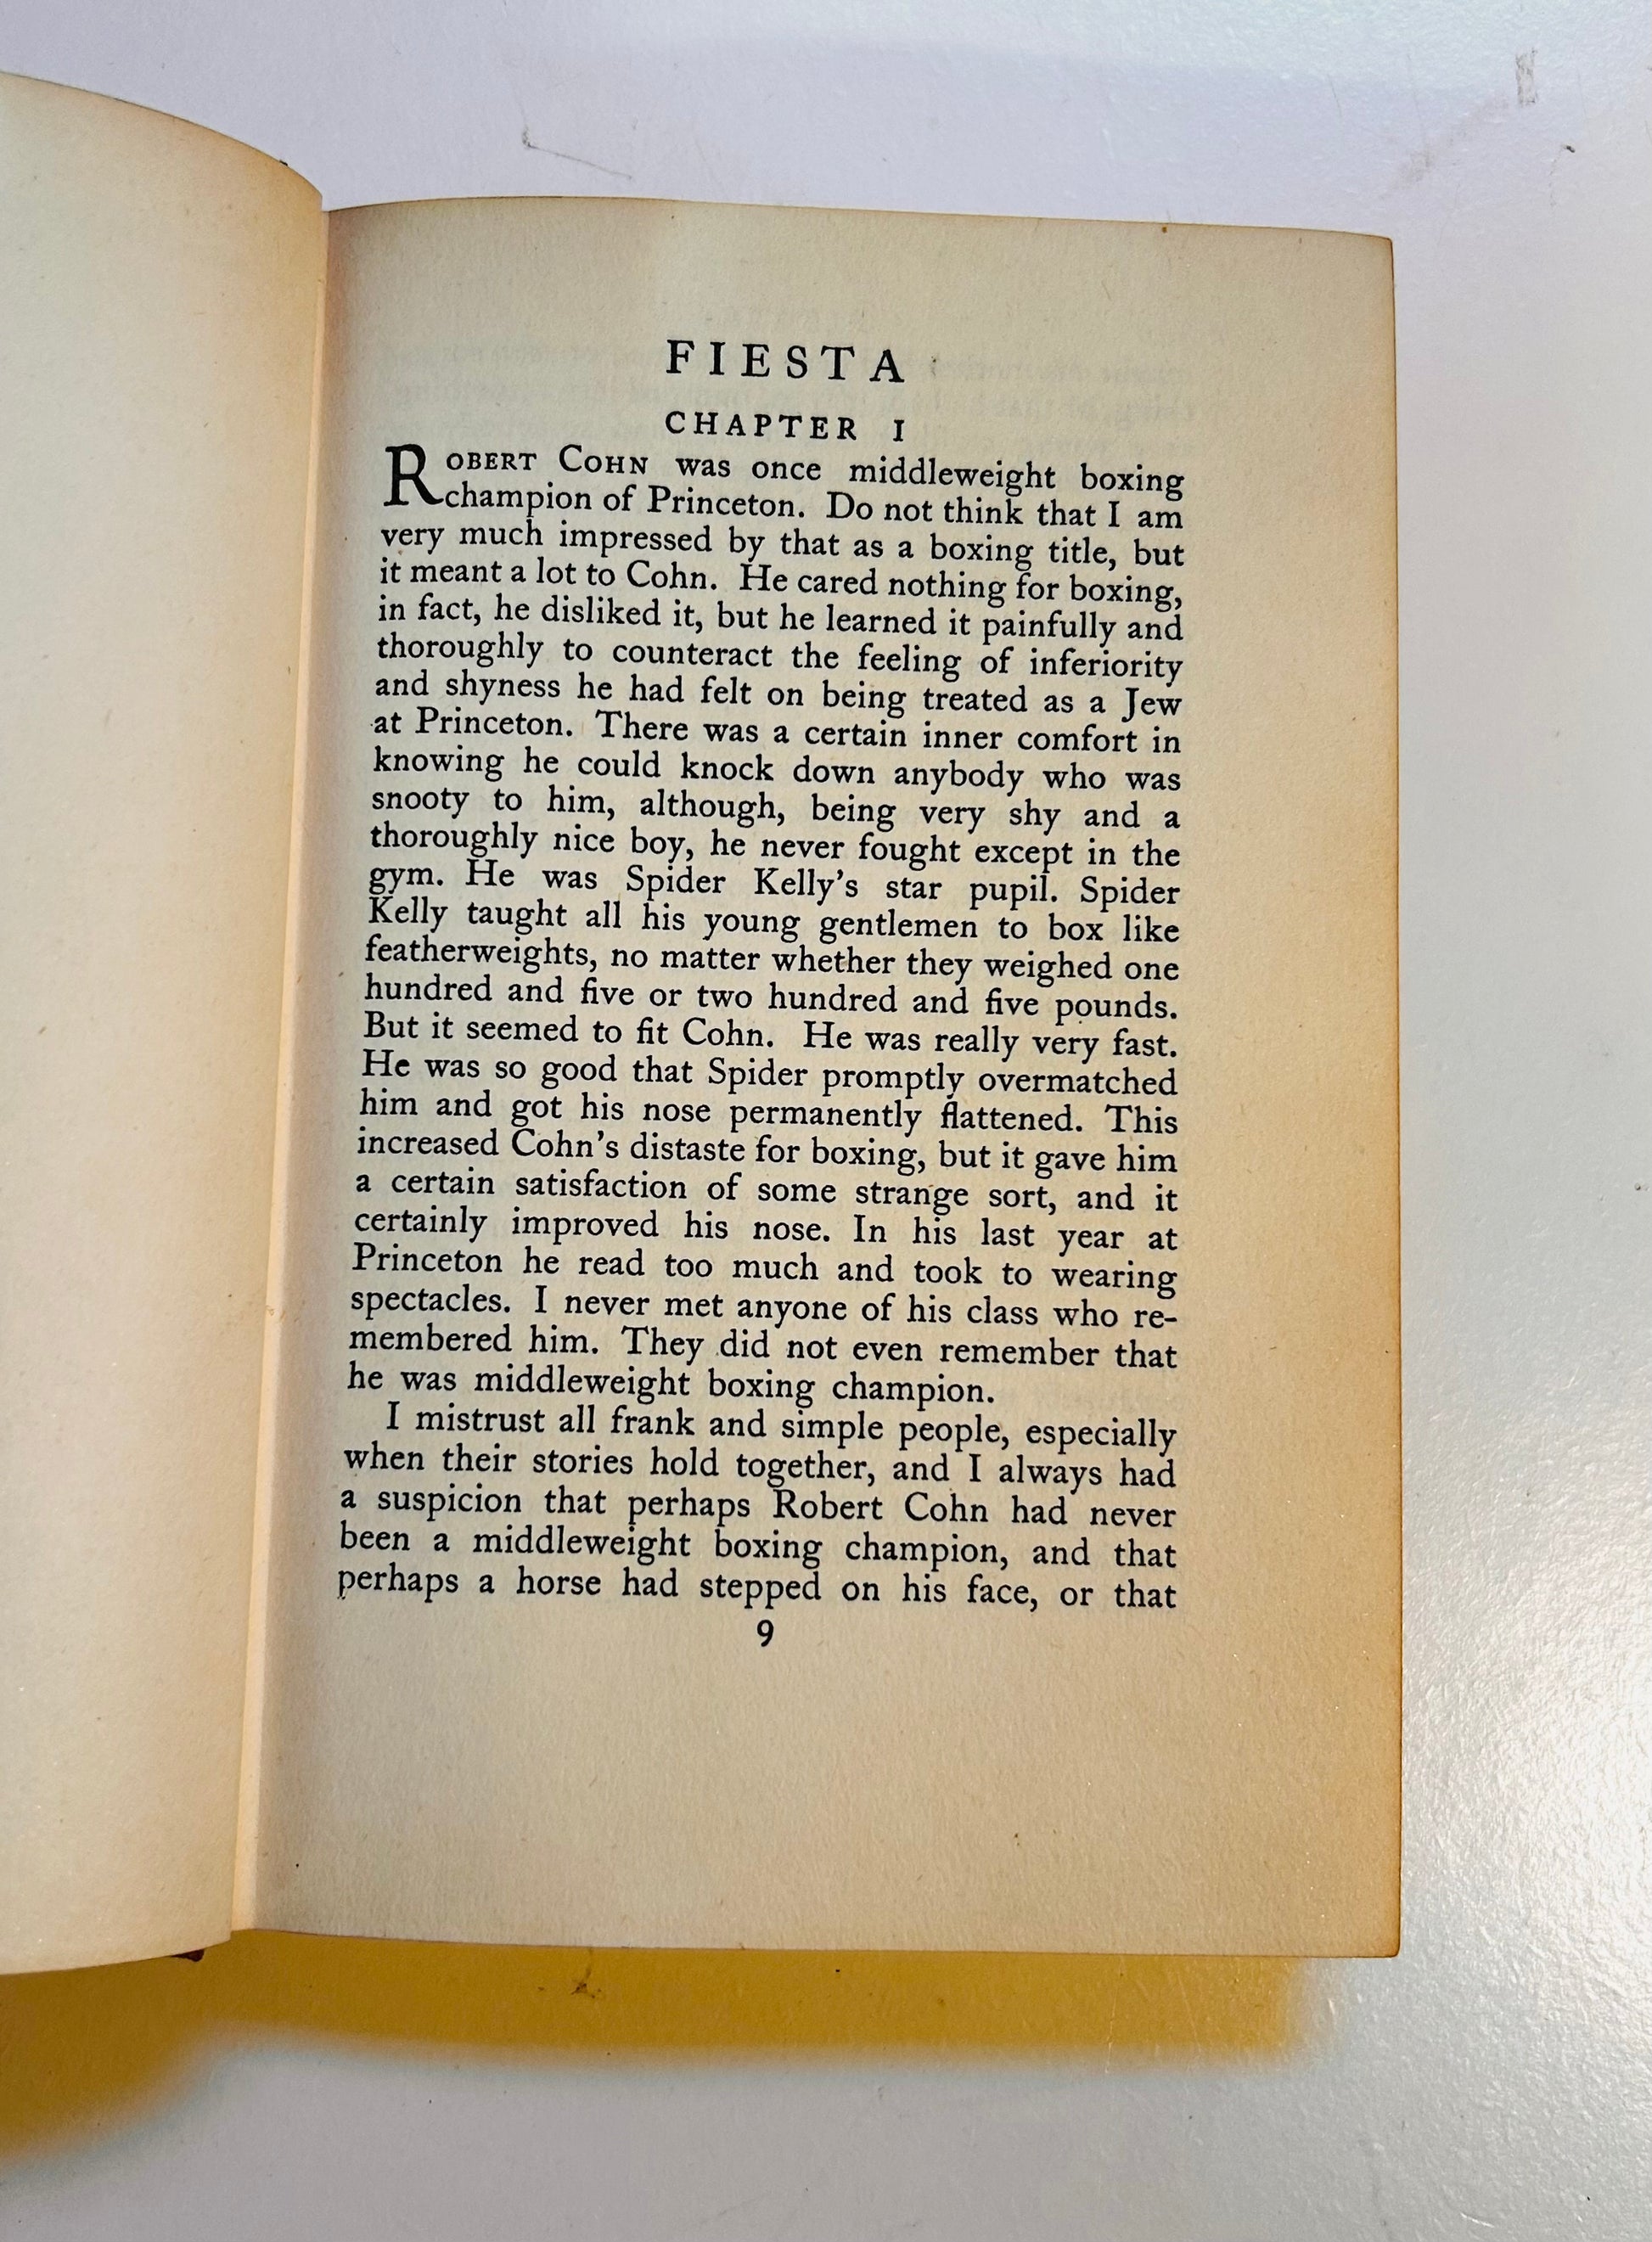 FIESTA
CHAPTER I
ROBERT COHN was once middleweight boxing
champion of Princeton. Do not think that I am
very much impressed by that as a boxing title, but
it meant a lot to Cohn. He cared nothing for boxing,
in fact, he disliked it, but he learned it painfully and
thoroughly to counteract the feeling of inferiority
and shyness he had felt on being treated as a Jew
at Princeton. There was a certain inner comfort in
knowing he could knock down anybody who was
snooty to him, although, being very shy and a
thoroughly nice boy, he never fought except in the
gym. He was Spider Kelly's star pupil. Spider
Kelly taught all his young gentlemen to box like
featherweights, no matter whether they weighed one
hundred and five or two hundred and five pounds.
But it seemed to fit Cohn. He was really very fast.
He was so good that Spider promptly overmatched
him and got his nose permanently flattened. This
increased Cohn's distaste for boxing, but it gave him
a certain satisfaction of some strange sort, and it
certainly improved his nose. In his last year at
Princeton he read too much and took to wearing
spectacles. I never met anyone of his class who re-
membered him. They did not even remember that
he was middleweight boxing champion.
I mistrust all frank and simple people, especially
when their stories hold together, and I always had
a suspicion that perhaps Robert Cohn had never
been a middleweight boxing champion, and that
perhaps a horse had stepped on his face, or that
9